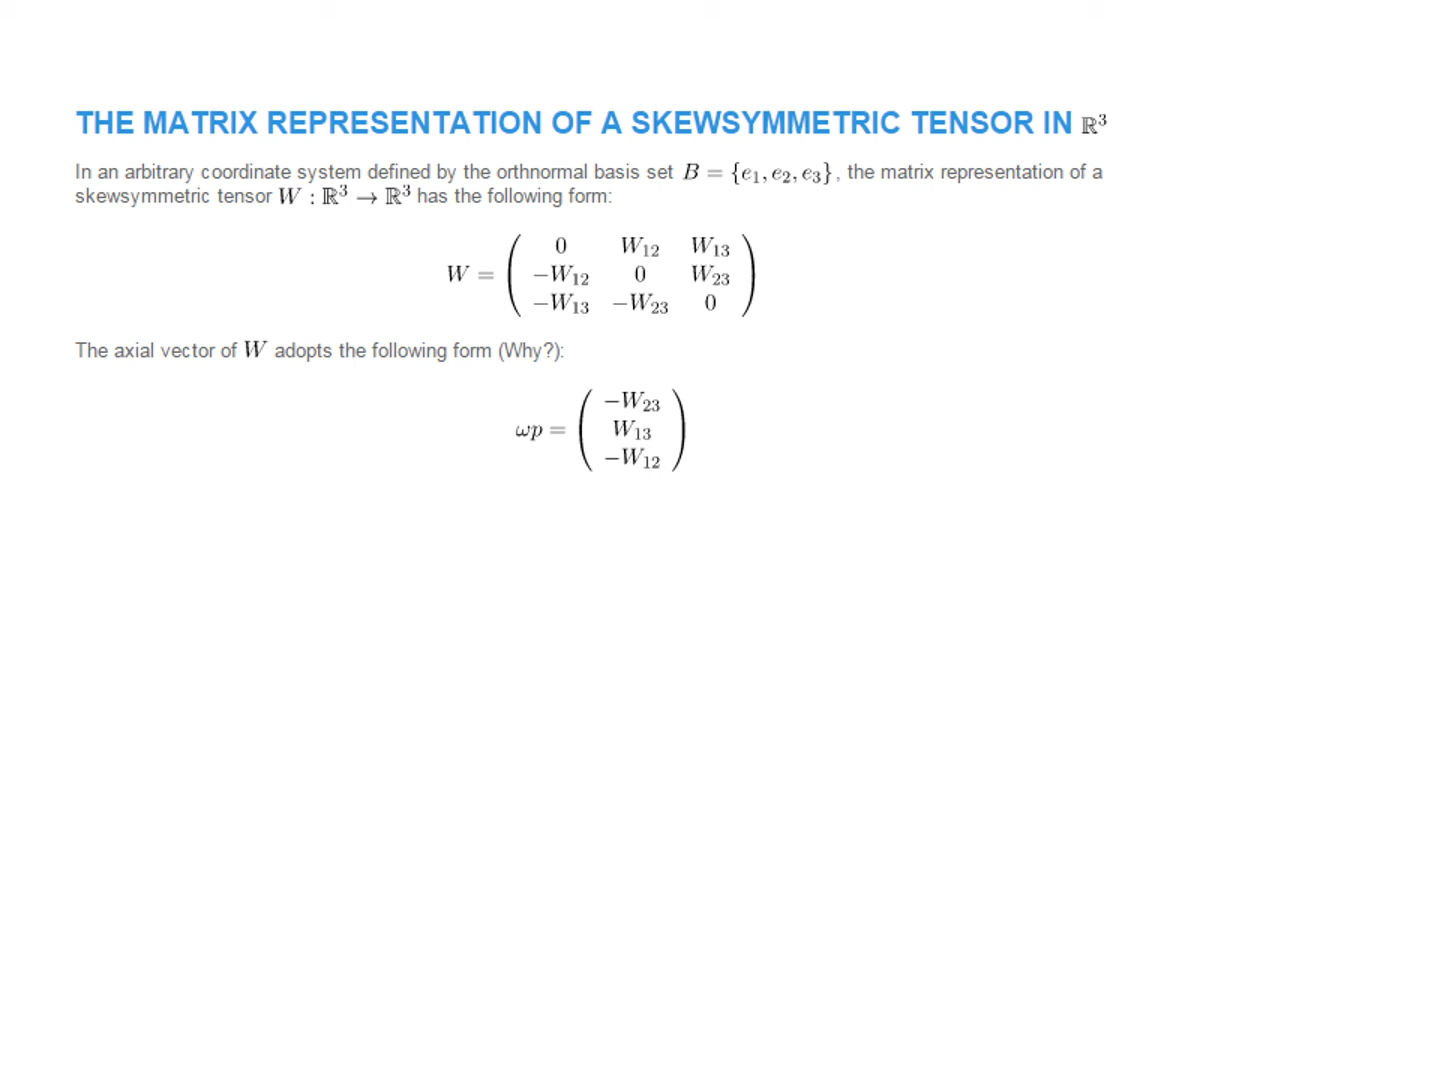 THE MATRIX REPRESENTATION OF A SKEWSYMMETRIC TENSOR IN ℝ³
In an arbitrary coordinate system defined by the orthnormal basis set B = {e₁, e₂, e₃}, the matrix representation of a
skewsymmetric tensor W : ℝ³ → ℝ³ has the following form:
W = ( 0 W₁₂ W₁₃
−W₁₂ 0 W₂₃
−W₁₃ −W₂₃ 0 )
The axial vector of W adopts the following form (Why?):
ωp = ( −W₂₃
W₁₃
−W₁₂ )